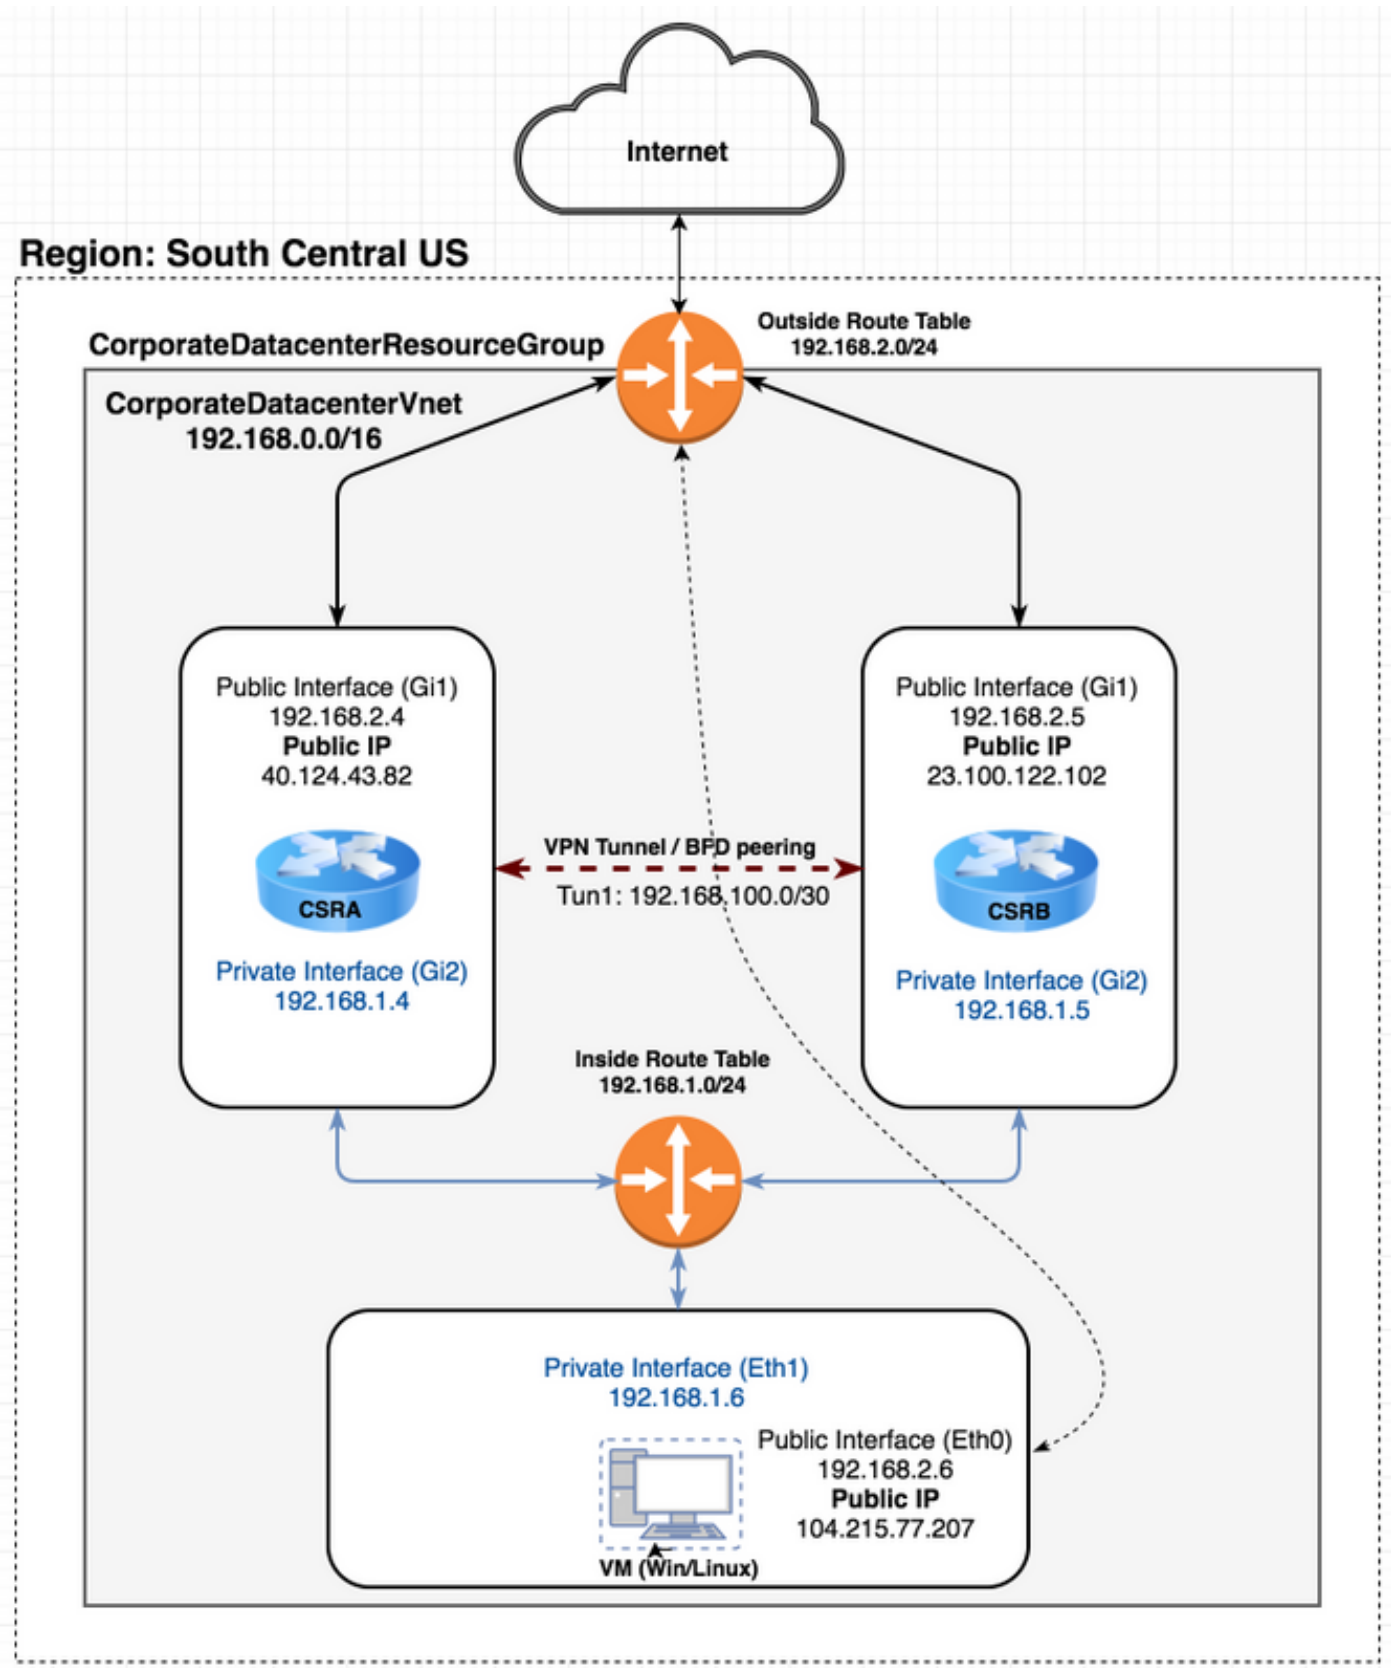 Internet
Region: South Central US
Outside Route Table
192.168.2.0/24
CorporateDatacenterResourceGroup
CorporateDatacenterVnet
192.168.0.0/16
Public Interface (Gi1)
192.168.2.4
Public IP
40.124.43.82
CSRA
Private Interface (Gi2)
192.168.1.4
VPN Tunnel / BFD peering
Tun1: 192.168.100.0/30
Public Interface (Gi1)
192.168.2.5
Public IP
23.100.122.102
CSRB
Private Interface (Gi2)
192.168.1.5
Inside Route Table
192.168.1.0/24
Private Interface (Eth1)
192.168.1.6
Public Interface (Eth0)
192.168.2.6
Public IP
104.215.77.207
VM (Win/Linux)